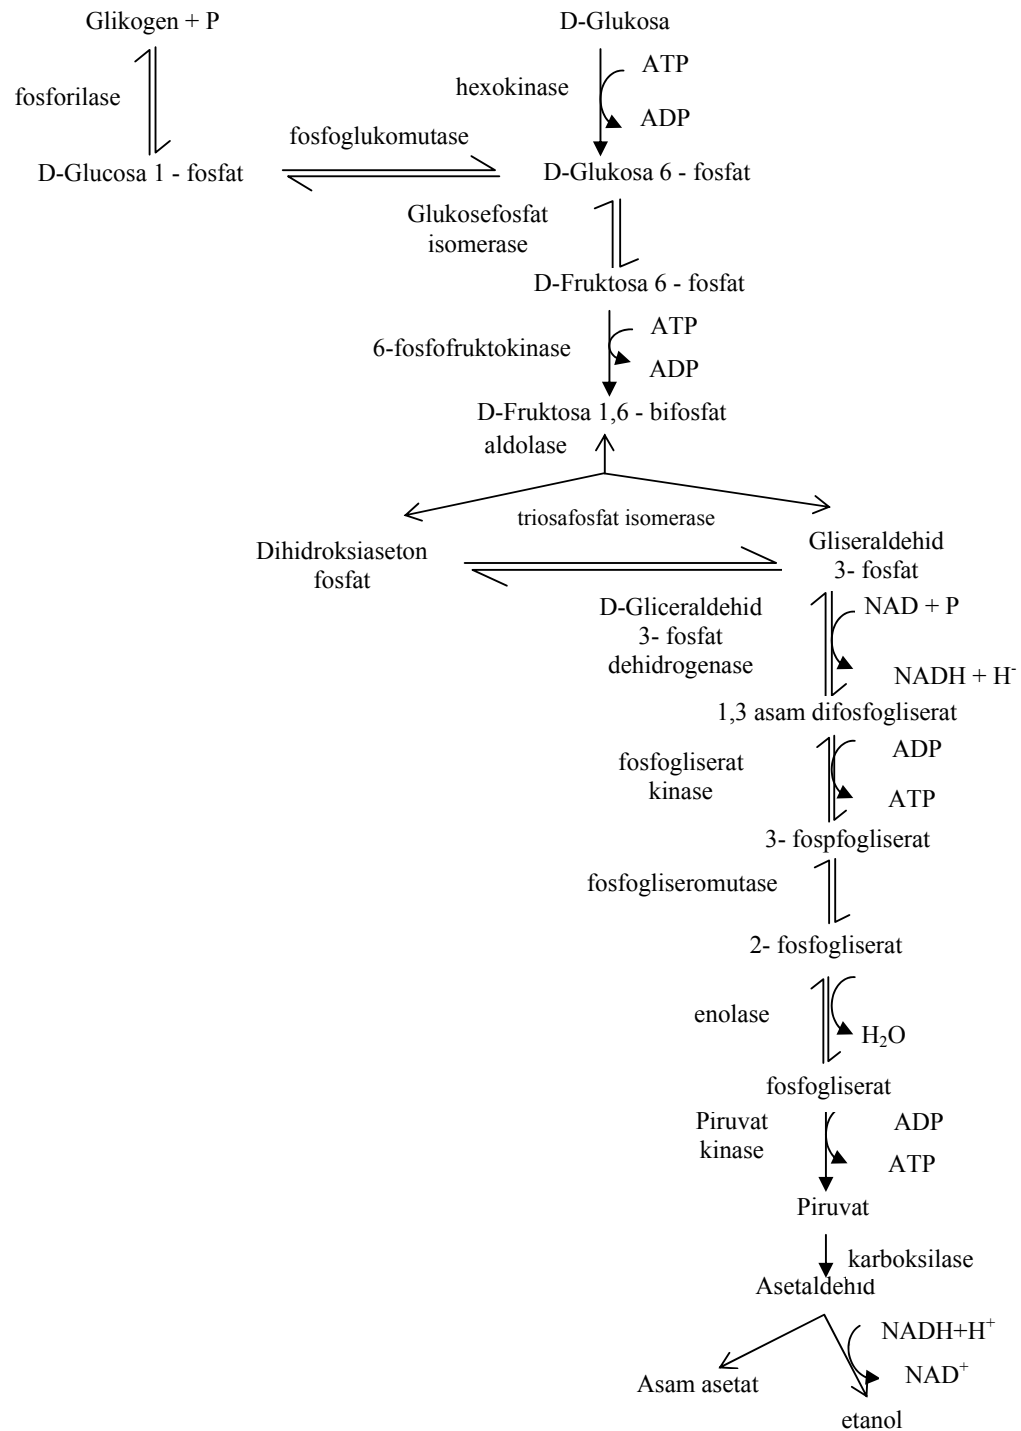 Glikogen + P
D-Glukosa
ATP
hexokinase
fosforilase
ADP
fosfoglukomutase
D-Glucosa 1 - fosfat
D-Glukosa 6 - fosfat
Glukosefosfat
isomerase
D-Fruktosa 6 - fosfat
ATP
6-fosfofruktokinase
ADP
D-Fruktosa 1,6 - bifosfat
aldolase
triosafosfat isomerase
Dihidroksiaseton
fosfat
Gliseraldehid
3- fosfat
D-Gliceraldehid
3- fosfat
dehidrogenase
NAD + P
NADH + H⁻
1,3 asam difosfogliserat
ADP
fosfogliserat
kinase
ATP
3- fospfogliserat
fosfogliseromutase
2- fosfogliserat
enolase
H₂O
fosfogliserat
Piruvat
kinase
ADP
ATP
Piruvat
karboksilase
Asetaldehid
NADH+H⁺
NAD⁺
Asam asetat
etanol